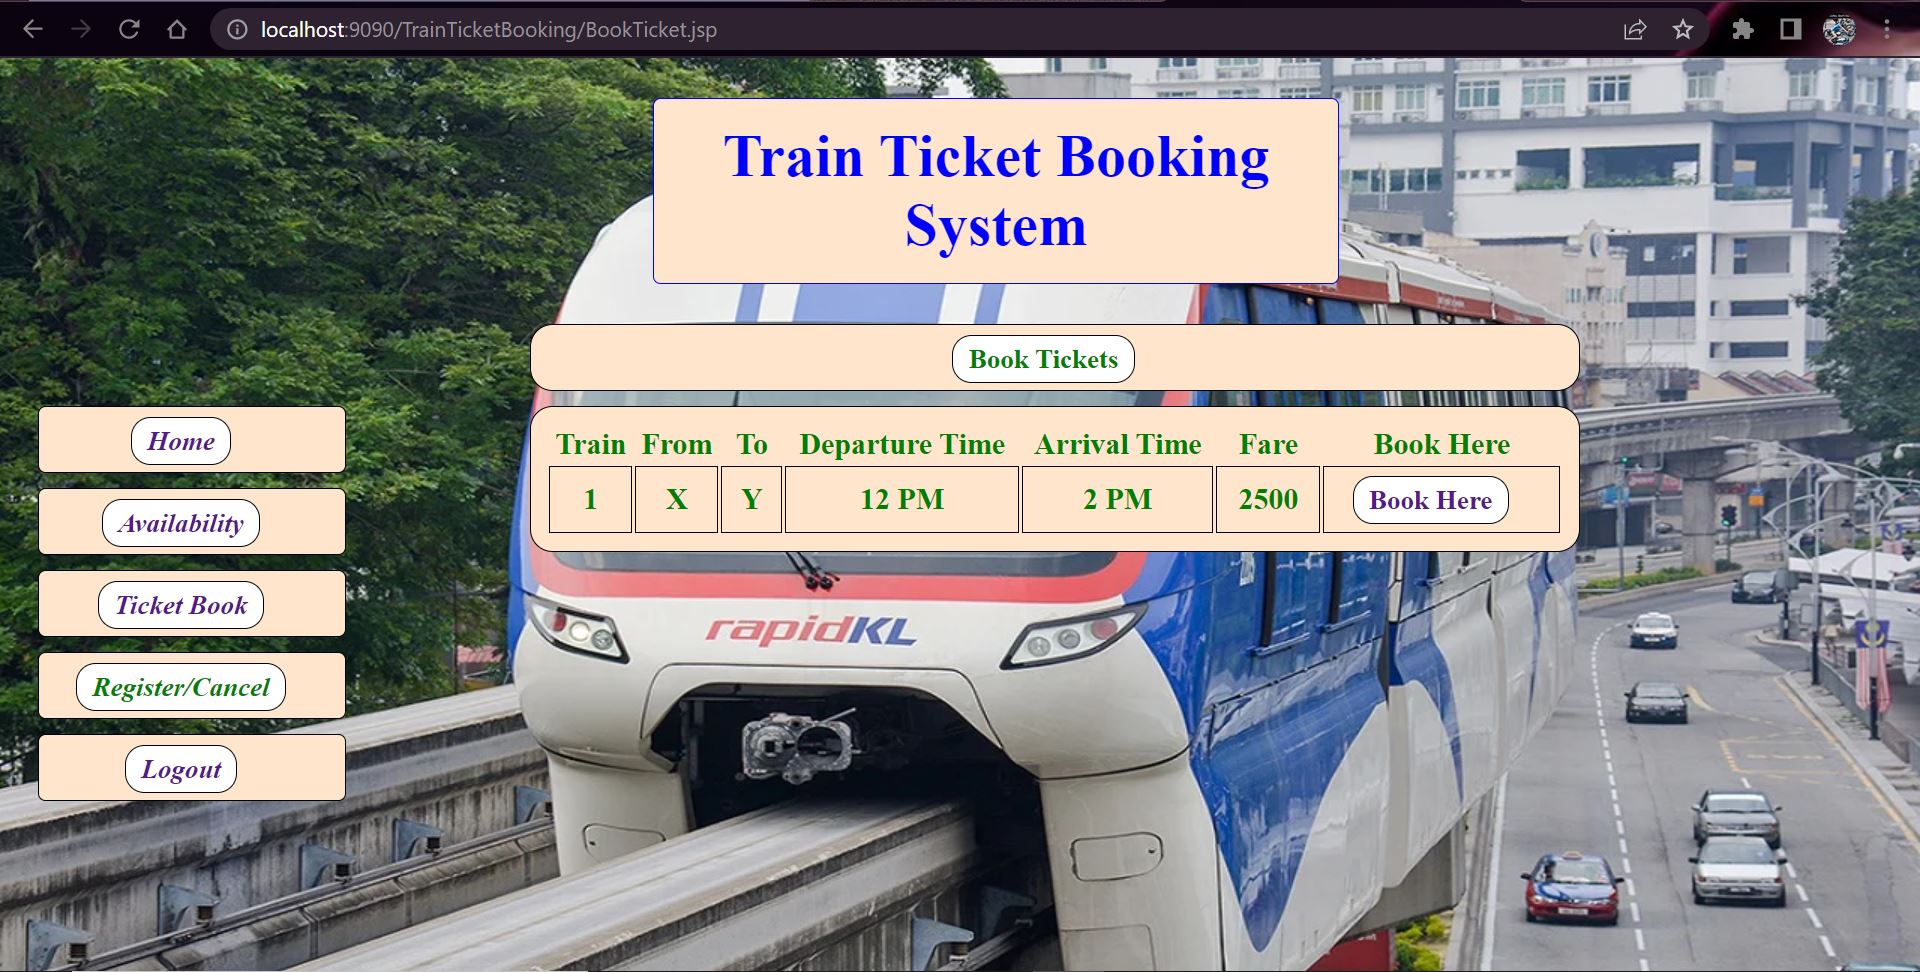 localhost:9090/TrainTicketBooking/BookTicket.jsp
Train Ticket Booking
System
Book Tickets
Home
Availability
Ticket Book
Register/Cancel
Logout
Train From To Departure Time Arrival Time Fare Book Here
1 X Y 12 PM 2 PM 2500 Book Here
rapidKL